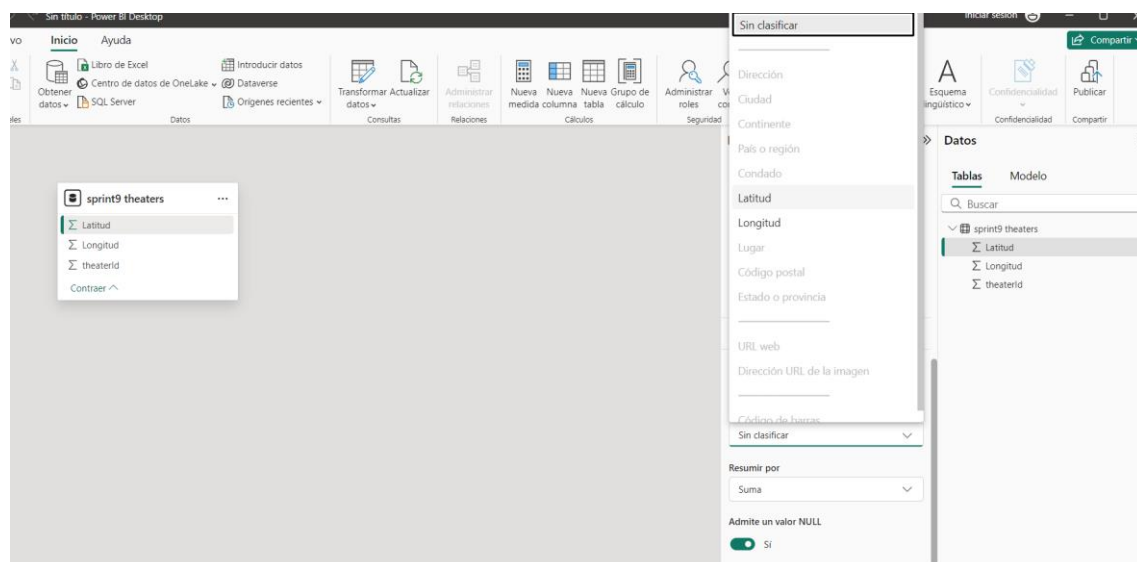 Sin título - Power BI Desktop
Iniciar sesión
Inicio
Ayuda
Compartir
Libro de Excel
Introducir datos
Centro de datos de OneLake
Dataverse
SQL Server
Orígenes recientes
Obtener
datos
Datos
Transformar
datos
Actualizar
Consultas
Administrar
relaciones
Relaciones
Nueva
medida
Nueva
columna
Nueva
tabla
Grupo de
cálculo
Cálculos
Administrar
roles
Seguridad
Esquema
lingüístico
Confidencialidad
Confidencialidad
Publicar
Compartir
sprint9 theaters
...
Latitud
Longitud
theaterId
Contraer
Sin clasificar
Dirección
Ciudad
Continente
País o región
Condado
Latitud
Longitud
Lugar
Código postal
Estado o provincia
URL web
Dirección URL de la imagen
Código de barras
Sin clasificar
Resumir por
Suma
Admite un valor NULL
Sí
Datos
Tablas
Modelo
Buscar
sprint9 theaters
Latitud
Longitud
theaterId